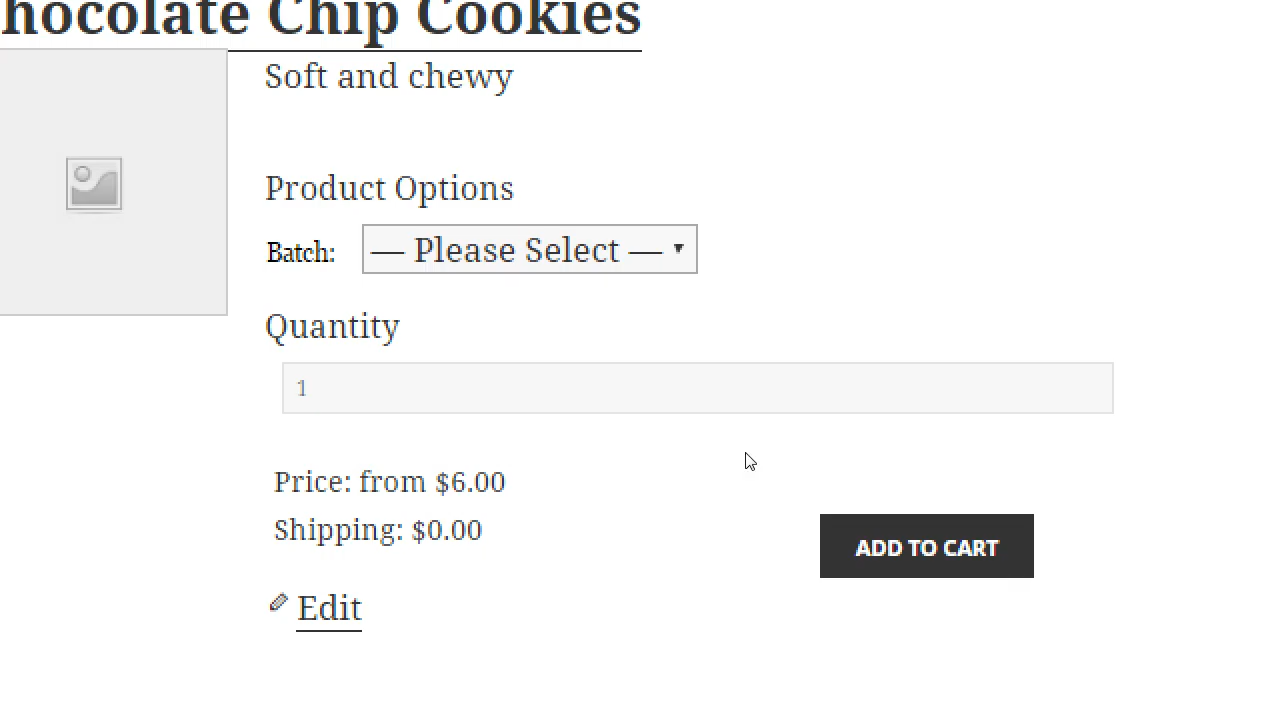 hocolate Chip Cookies
Soft and chewy
Product Options
Batch: — Please Select —
Quantity
1
Price: from $6.00
Shipping: $0.00
ADD TO CART
Edit